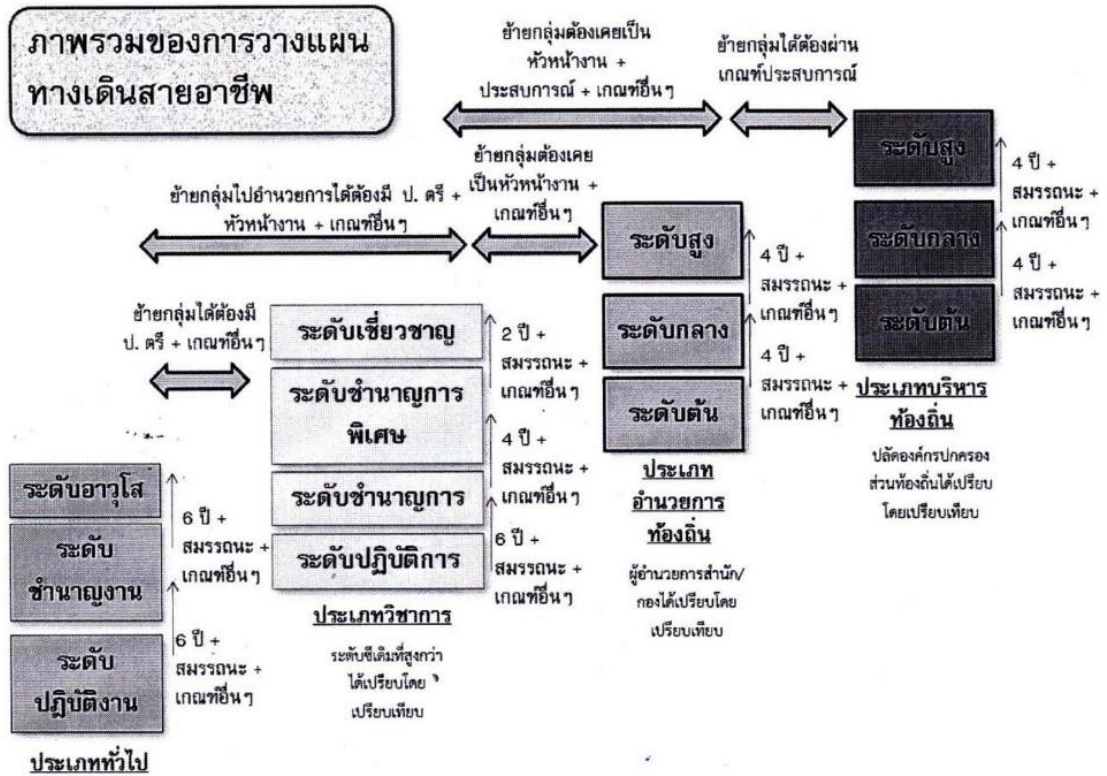 ภาพรวมของการวางแผน
ทางเดินสายอาชีพ
ย้ายกลุ่มต้องเคยเป็น
หัวหน้างาน +
ประสบการณ์ + เกณฑ์อื่นๆ
ย้ายกลุ่มได้ต้องผ่าน
เกณฑ์ประสบการณ์
ย้ายกลุ่มไปอำนวยการได้ต้องมี ป. ตรี +
หัวหน้างาน + เกณฑ์อื่นๆ
ย้ายกลุ่มต้องเคย
เป็นหัวหน้างาน +
เกณฑ์อื่นๆ
ย้ายกลุ่มได้ต้องมี
ป. ตรี + เกณฑ์อื่นๆ
ระดับอาวุโส
6 ปี +
สมรรถนะ +
เกณฑ์อื่นๆ
ระดับ
ชำนาญงาน
6 ปี +
สมรรถนะ +
เกณฑ์อื่นๆ
ระดับ
ปฏิบัติงาน
ประเภททั่วไป
ระดับเชี่ยวชาญ
2 ปี +
สมรรถนะ +
เกณฑ์อื่นๆ
ระดับชำนาญการ
พิเศษ
4 ปี +
สมรรถนะ +
เกณฑ์อื่นๆ
ระดับชำนาญการ
6 ปี +
สมรรถนะ +
เกณฑ์อื่นๆ
ระดับปฏิบัติการ
ประเภทวิชาการ
ระดับซีเดิมที่สูงกว่า
ได้เปรียบโดย
เปรียบเทียบ
ระดับสูง
4 ปี +
สมรรถนะ +
เกณฑ์อื่นๆ
ระดับกลาง
4 ปี +
สมรรถนะ +
เกณฑ์อื่นๆ
ระดับต้น
ประเภท
อำนวยการ
ท้องถิ่น
ผู้อำนวยการสำนัก/
กองได้เปรียบโดย
เปรียบเทียบ
ระดับสูง
4 ปี +
สมรรถนะ +
เกณฑ์อื่นๆ
ระดับกลาง
4 ปี +
สมรรถนะ +
เกณฑ์อื่นๆ
ระดับต้น
ประเภทบริหาร
ท้องถิ่น
ปลัดองค์กรปกครอง
ส่วนท้องถิ่นได้เปรียบ
โดยเปรียบเทียบ